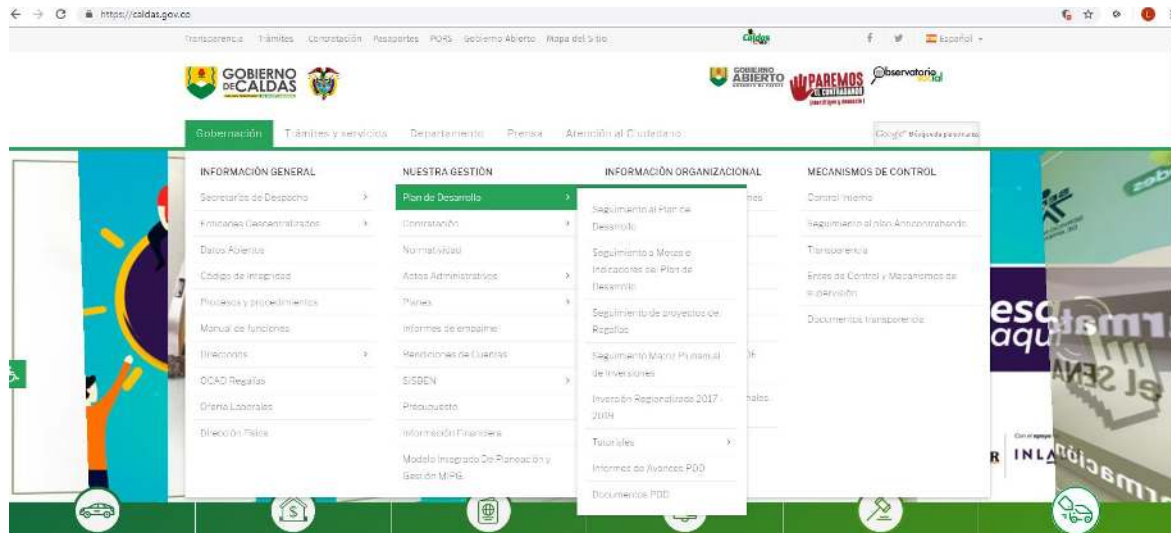 https://caldas.gov.co
Transparencia Trámites Contratación Pasaportes PQRS Gobierno Abierto Mapa del Sitio
Caldas
Español
GOBIERNO
DE CALDAS
GOBIERNO
ABIERTO
PAREMOS
EL CONTRABANDO
Observatorio
Gobernación Trámites y servicios Departamento Prensa Atención al Ciudadano
Google Búsqueda personalizada
INFORMACIÓN GENERAL
Secretarías de Despacho
Entidades Descentralizadas
Datos Abiertos
Código de Integridad
Procesos y procedimientos
Manual de funciones
Direcciones
OCAD Regalías
Oferta Laborales
Dirección Física
NUESTRA GESTIÓN
Plan de Desarrollo
Contratación
Normatividad
Actos Administrativos
Planes
Informes de empalme
Rendiciones de Cuentas
SISBEN
Presupuesto
Información Financiera
Modelo Integrado De Planeación y
Gestión MIPG
INFORMACIÓN ORGANIZACIONAL
Seguimiento al Plan de
Desarrollo
Seguimiento a Metas e
Indicadores del Plan de
Desarrollo
Seguimiento de proyectos de
Regalías
Seguimiento Matriz Plurianual
de Inversiones
Inversión Regionalizada 2017 -
2019
Tutoriales
Informes de Avances PDD
Documentos PDD
MECANISMOS DE CONTROL
Control Interno
Seguimiento al plan Anticontrabando
Transparencia
Entes de Control y Mecanismos de
supervisión
Documentos transparencia
aquí
el SENA